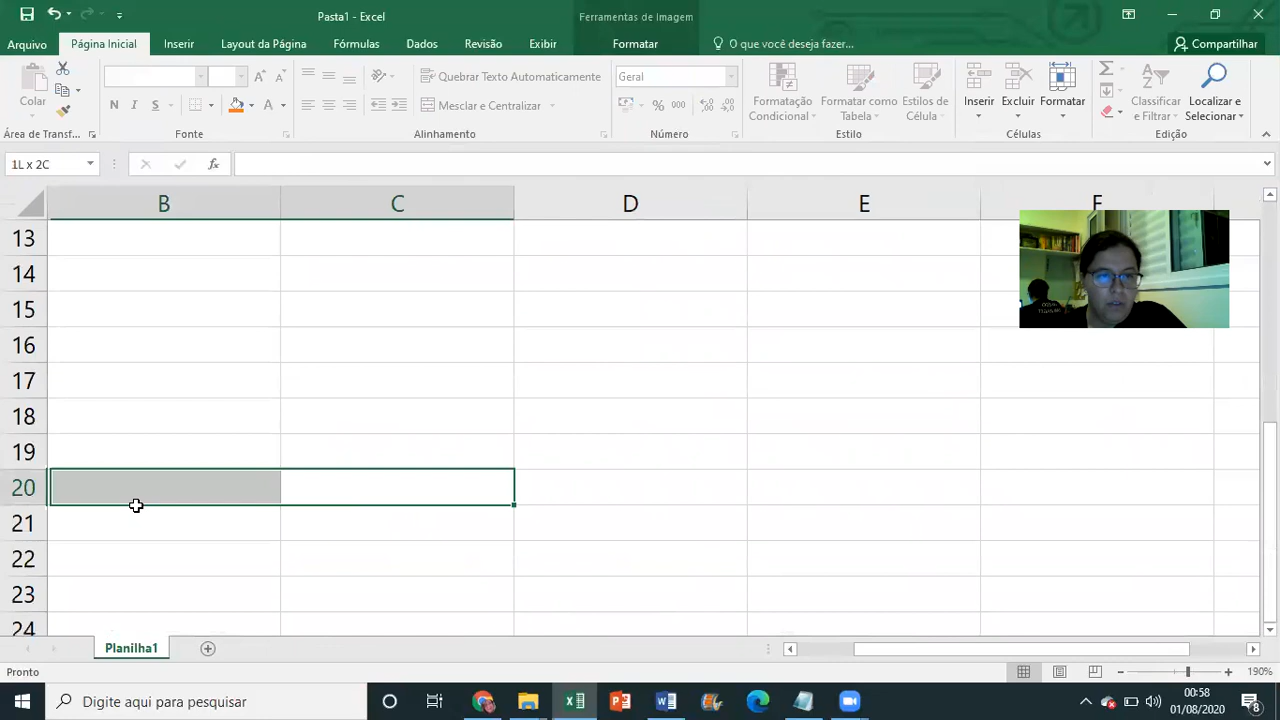 Pasta1 - Excel
Ferramentas de Imagem
Arquivo
Página Inicial
Inserir
Layout da Página
Fórmulas
Dados
Revisão
Exibir
Formatar
O que você deseja fazer...
Compartilhar
Colar
N I S
Quebrar Texto Automaticamente
Mesclar e Centralizar
Geral
% 000
Formatação Condicional
Formatar como Tabela
Estilos de Célula
Inserir
Excluir
Formatar
Classificar e Filtrar
Localizar e Selecionar
Área de Transf...
Fonte
Alinhamento
Número
Estilo
Células
Edição
1L x 2C
fx
B C D E F
13
14
15
16
17
18
19
20
21
22
23
24
Planilha1
Pronto
190%
Digite aqui para pesquisar
00:58
01/08/2020
8